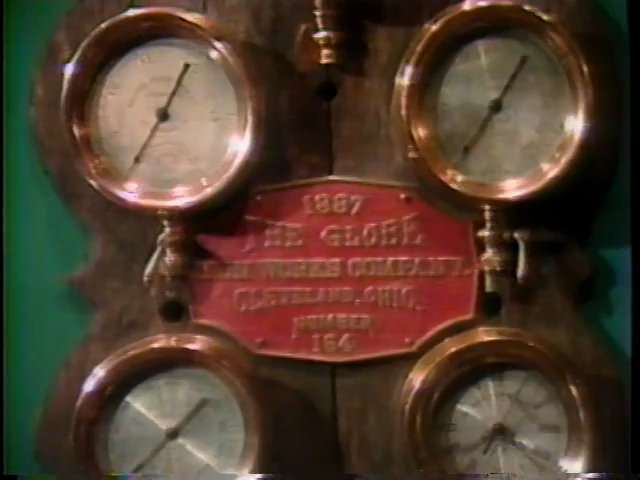 1887
THE GLOBE
WORKS COMPANY.
CLEVELAND, OHIO.
NUMBER
164